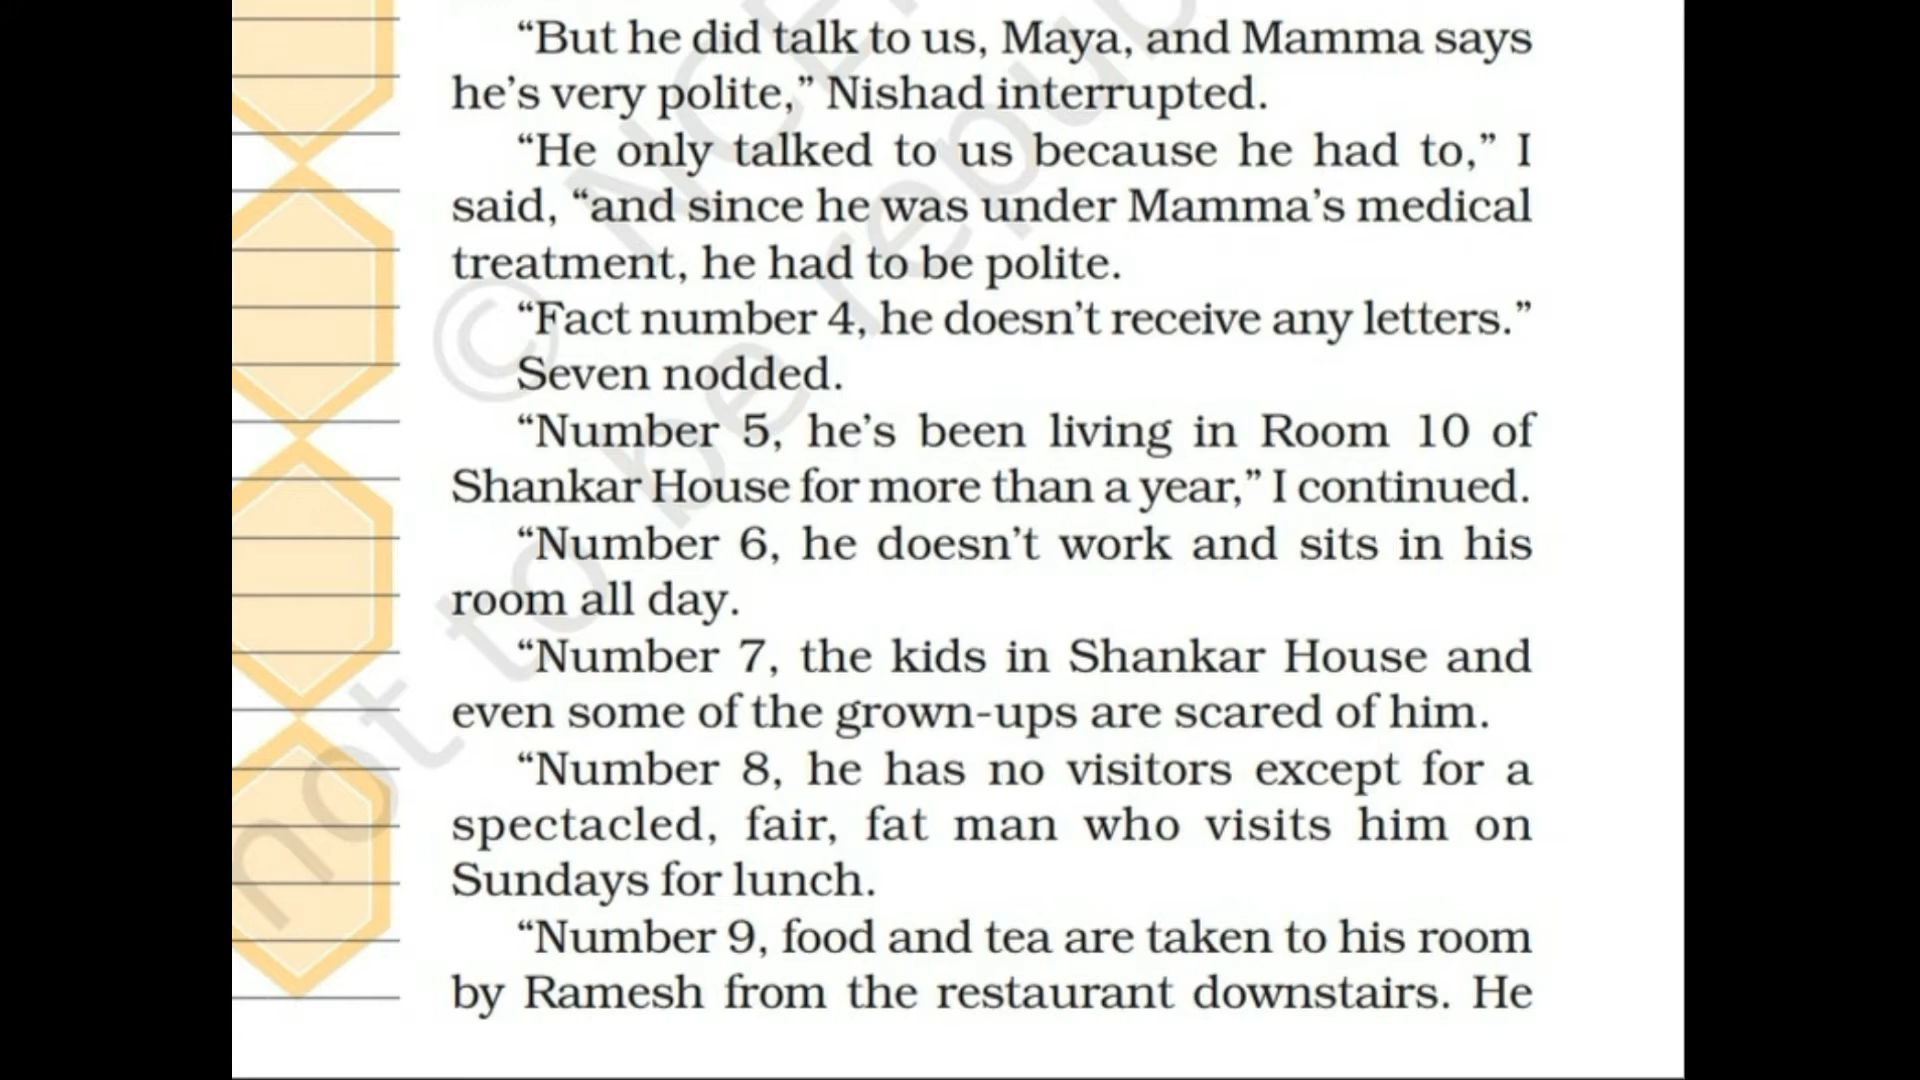 “But he did talk to us, Maya, and Mamma says
he’s very polite,” Nishad interrupted.
“He only talked to us because he had to,” I
said, “and since he was under Mamma’s medical
treatment, he had to be polite.
“Fact number 4, he doesn’t receive any letters.”
Seven nodded.
“Number 5, he’s been living in Room 10 of
Shankar House for more than a year,” I continued.
“Number 6, he doesn’t work and sits in his
room all day.
“Number 7, the kids in Shankar House and
even some of the grown-ups are scared of him.
“Number 8, he has no visitors except for a
spectacled, fair, fat man who visits him on
Sundays for lunch.
“Number 9, food and tea are taken to his room
by Ramesh from the restaurant downstairs. He
not to be
©